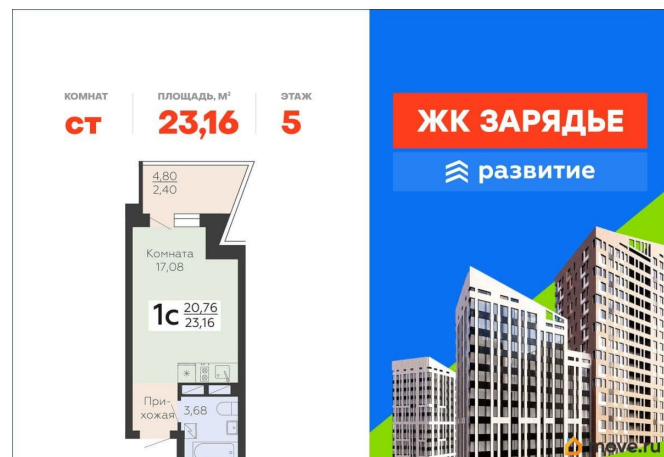 КОМНАТ
ст
ПЛОЩАДЬ, М²
23,16
ЭТАЖ
5
ЖК ЗАРЯДЬЕ
развитие
4,80
2,40
Комната
17,08
1с 20,76
23,16
При-
хожая
3,68
move.ru